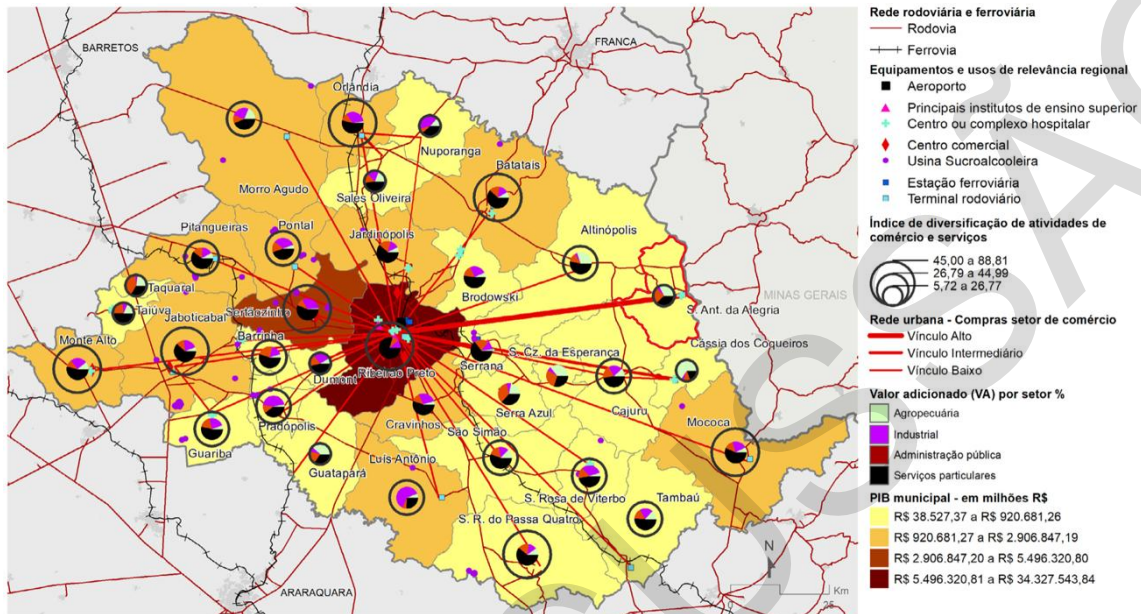 BARRETOS
FRANCA
Orlândia
Nuporanga
Batatais
Morro Agudo
Sales Oliveira
Altinópolis
Pitangueiras
Pontal
Jardinópolis
Brodowski
Taquaral
Taiúva
Sertãozinho
S. Ant. da Alegria
MINAS GERAIS
Jaboticabal
Monte Alto
Barrinha
Dumont
Ribeirão Preto
Serrana
S. Cz. da Esperança
Cássia dos Coqueiros
Serra Azul
Cajuru
Pradópolis
Cravinhos
Mococa
Guariba
São Simão
Guatapará
Luís Antônio
S. Rosa de Viterbo
Tambaú
S. R. do Passa Quatro
ARARAQUARA
N
0
25
Km
Rede rodoviária e ferroviária
Rodovia
Ferrovia
Equipamentos e usos de relevância regional
Aeroporto
Principais institutos de ensino superior
Centro ou complexo hospitalar
Centro comercial
Usina Sucroalcooleira
Estação ferroviária
Terminal rodoviário
Índice de diversificação de atividades de
comércio e serviços
45,00 a 88,81
26,79 a 44,99
5,72 a 26,77
Rede urbana - Compras setor de comércio
Vínculo Alto
Vínculo Intermediário
Vínculo Baixo
Valor adicionado (VA) por setor %
Agropecuária
Industrial
Administração pública
Serviços particulares
PIB municipal - em milhões R$
R$ 38.527,37 a R$ 920.681,26
R$ 920.681,27 a R$ 2.906.847,19
R$ 2.906.847,20 a R$ 5.496.320,80
R$ 5.496.320,81 a R$ 34.327.543,84